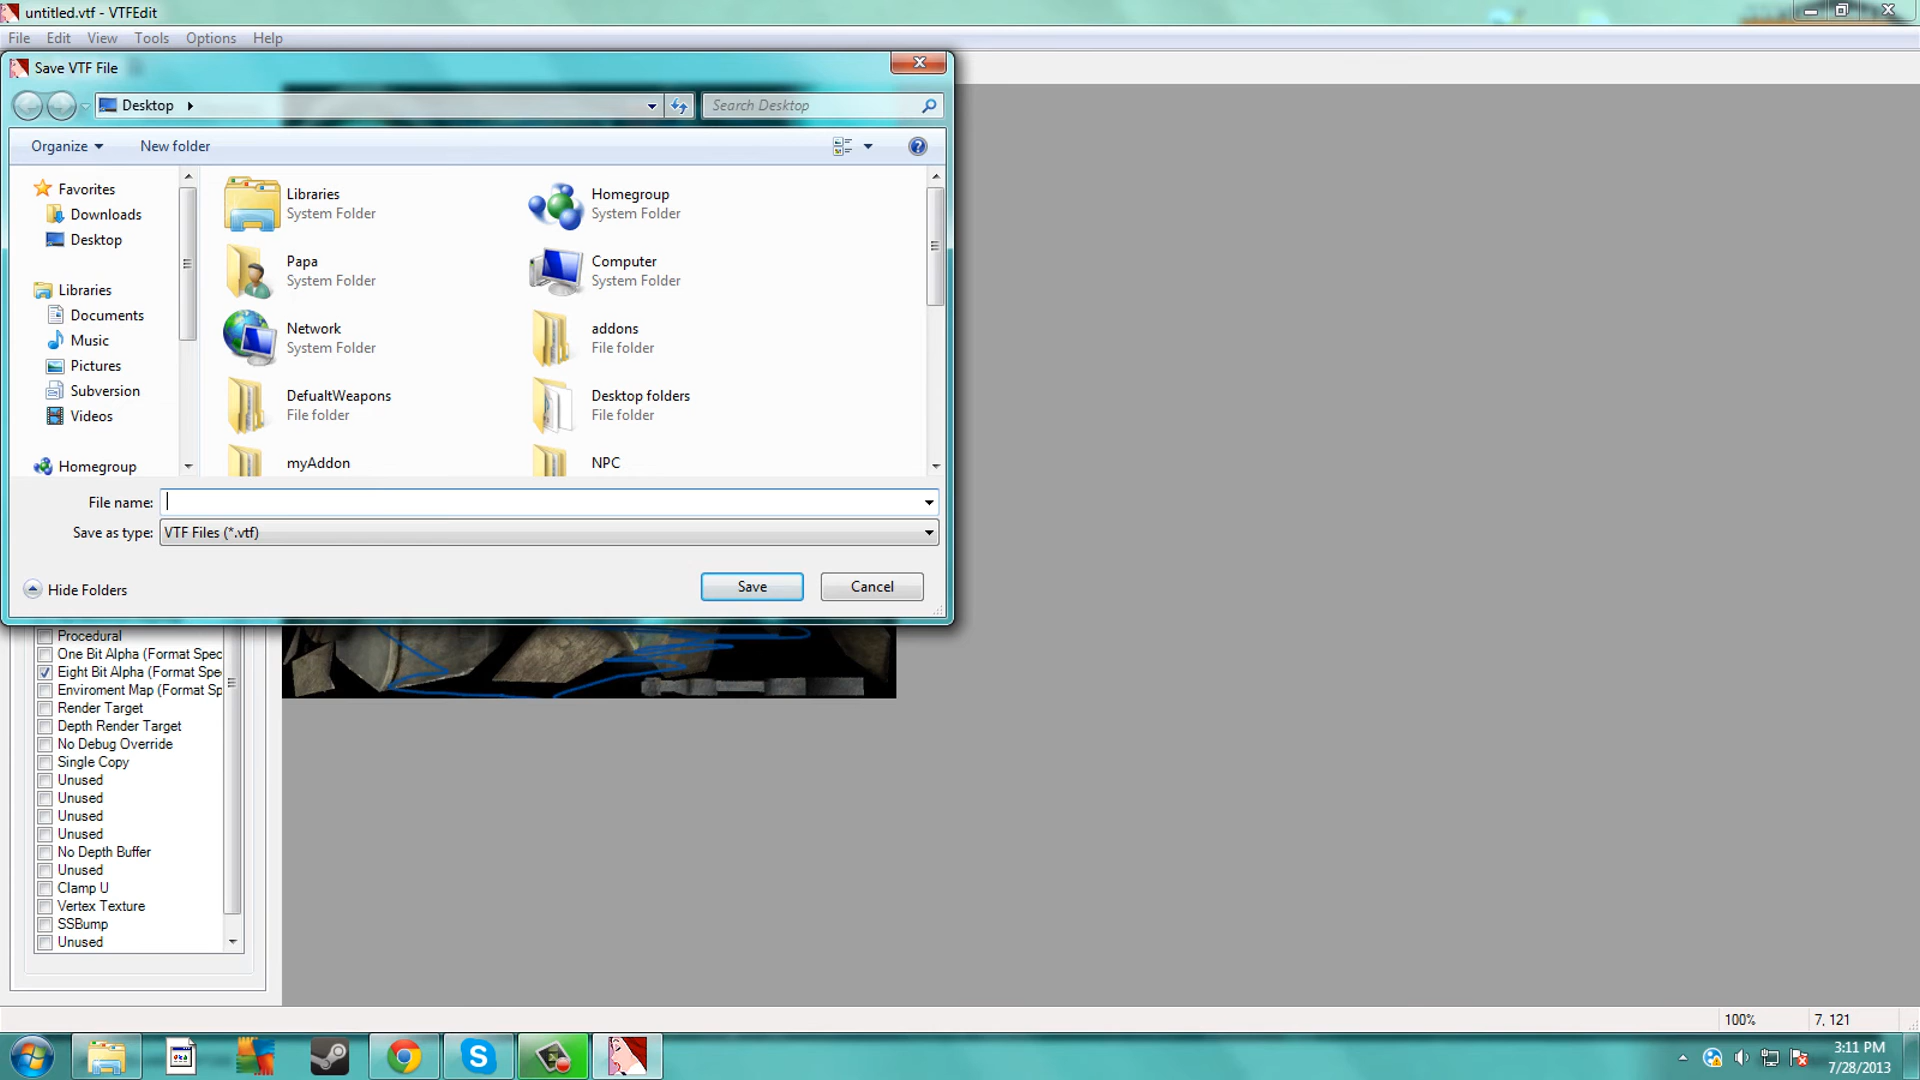 untitled.vtf - VTFEdit
File Edit View Tools Options Help
Save VTF File
Desktop
Search Desktop
Organize New folder
Favorites
Downloads
Desktop
Libraries
Documents
Music
Pictures
Subversion
Videos
Homegroup
Libraries
System Folder
Homegroup
System Folder
Papa
System Folder
Computer
System Folder
Network
System Folder
addons
File folder
DefualtWeapons
File folder
Desktop folders
File folder
myAddon
NPC
File name:
Save as type: VTF Files (*.vtf)
Hide Folders
Save
Cancel
Procedural
One Bit Alpha (Format Spec
Eight Bit Alpha (Format Spe
Enviroment Map (Format Sp
Render Target
Depth Render Target
No Debug Override
Single Copy
Unused
Unused
Unused
Unused
No Depth Buffer
Unused
Clamp U
Vertex Texture
SSBump
Unused
100% 7, 121
3:11 PM
7/28/2013